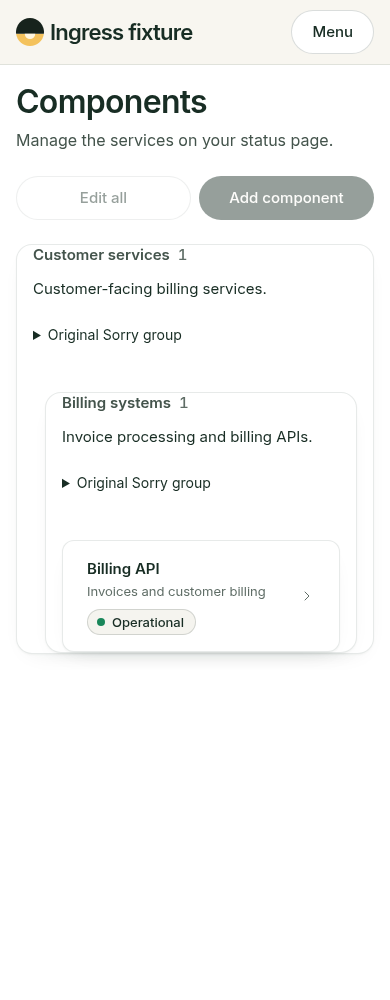 Ingress fixture
Menu
Components
Manage the services on your status page.
Edit all
Add component
Customer services 1
Customer-facing billing services.
Original Sorry group
Billing systems 1
Invoice processing and billing APIs.
Original Sorry group
Billing API
Invoices and customer billing
Operational